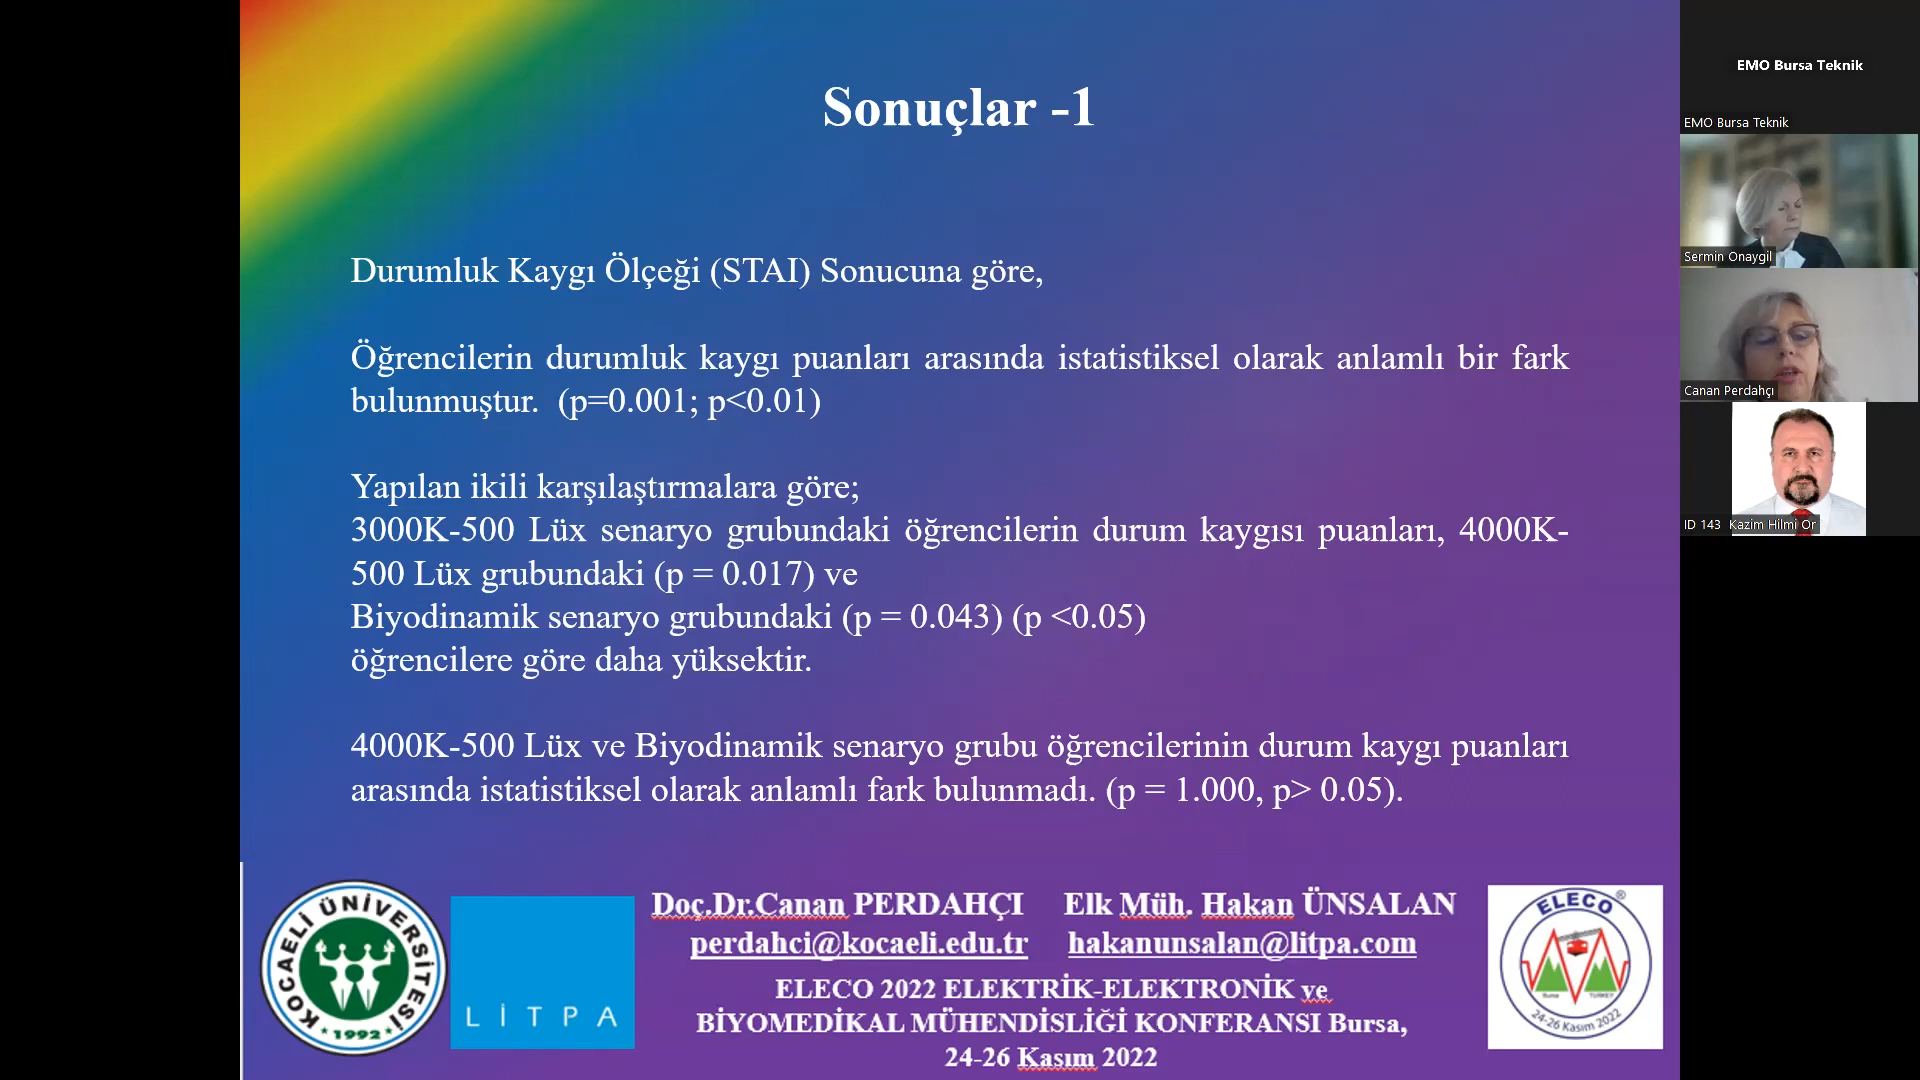 Sonuçlar -1
Durumluk Kaygı Ölçeği (STAI) Sonucuna göre,
Öğrencilerin durumluk kaygı puanları arasında istatistiksel olarak anlamlı bir fark
bulunmuştur. (p=0.001; p<0.01)
Yapılan ikili karşılaştırmalara göre;
3000K-500 Lüx senaryo grubundaki öğrencilerin durum kaygısı puanları, 4000K-
500 Lüx grubundaki (p = 0.017) ve
Biyodinamik senaryo grubundaki (p = 0.043) (p <0.05)
öğrencilere göre daha yüksektir.
4000K-500 Lüx ve Biyodinamik senaryo grubu öğrencilerinin durum kaygı puanları
arasında istatistiksel olarak anlamlı fark bulunmadı. (p = 1.000, p> 0.05).
KOCAELİ ÜNİVERSİTESİ
1992
LİTPA
Doç.Dr.Canan PERDAHÇI Elk Müh. Hakan ÜNSALAN
perdahci@kocaeli.edu.tr hakanunsalan@litpa.com
ELECO 2022 ELEKTRİK-ELEKTRONİK ve
BİYOMEDİKAL MÜHENDİSLİĞİ KONFERANSI Bursa,
24-26 Kasım 2022
ELECO ®
Bursa TURKEY
24-26 Kasım 2022
EMO Bursa Teknik
EMO Bursa Teknik
Sermin Onaygil
Canan Perdahçı
ID 143 Kazim Hilmi Or